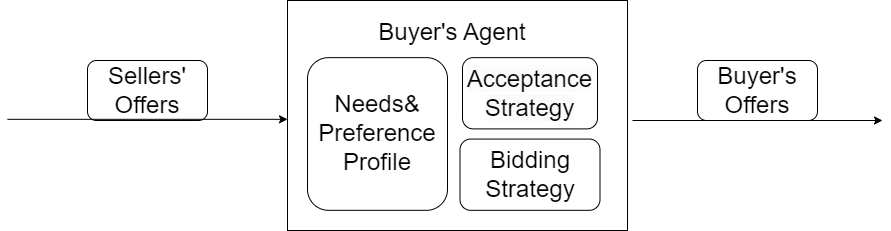 Buyer's Agent
Sellers'
Offers
Needs&
Preference
Profile
Acceptance
Strategy
Bidding
Strategy
Buyer's
Offers